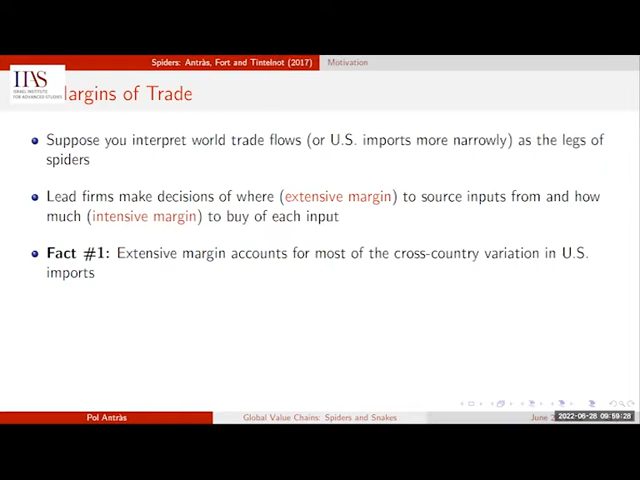 Spiders: Antràs, Fort and Tintelnot (2017) Motivation
IIAS
ISRAEL INSTITUTE
FOR ADVANCED STUDIES
argins of Trade
Suppose you interpret world trade flows (or U.S. imports more narrowly) as the legs of
spiders
Lead firms make decisions of where (extensive margin) to source inputs from and how
much (intensive margin) to buy of each input
Fact #1: Extensive margin accounts for most of the cross-country variation in U.S.
imports
Pol Antràs Global Value Chains: Spiders and Snakes June 2
2022-06-28 09:59:28